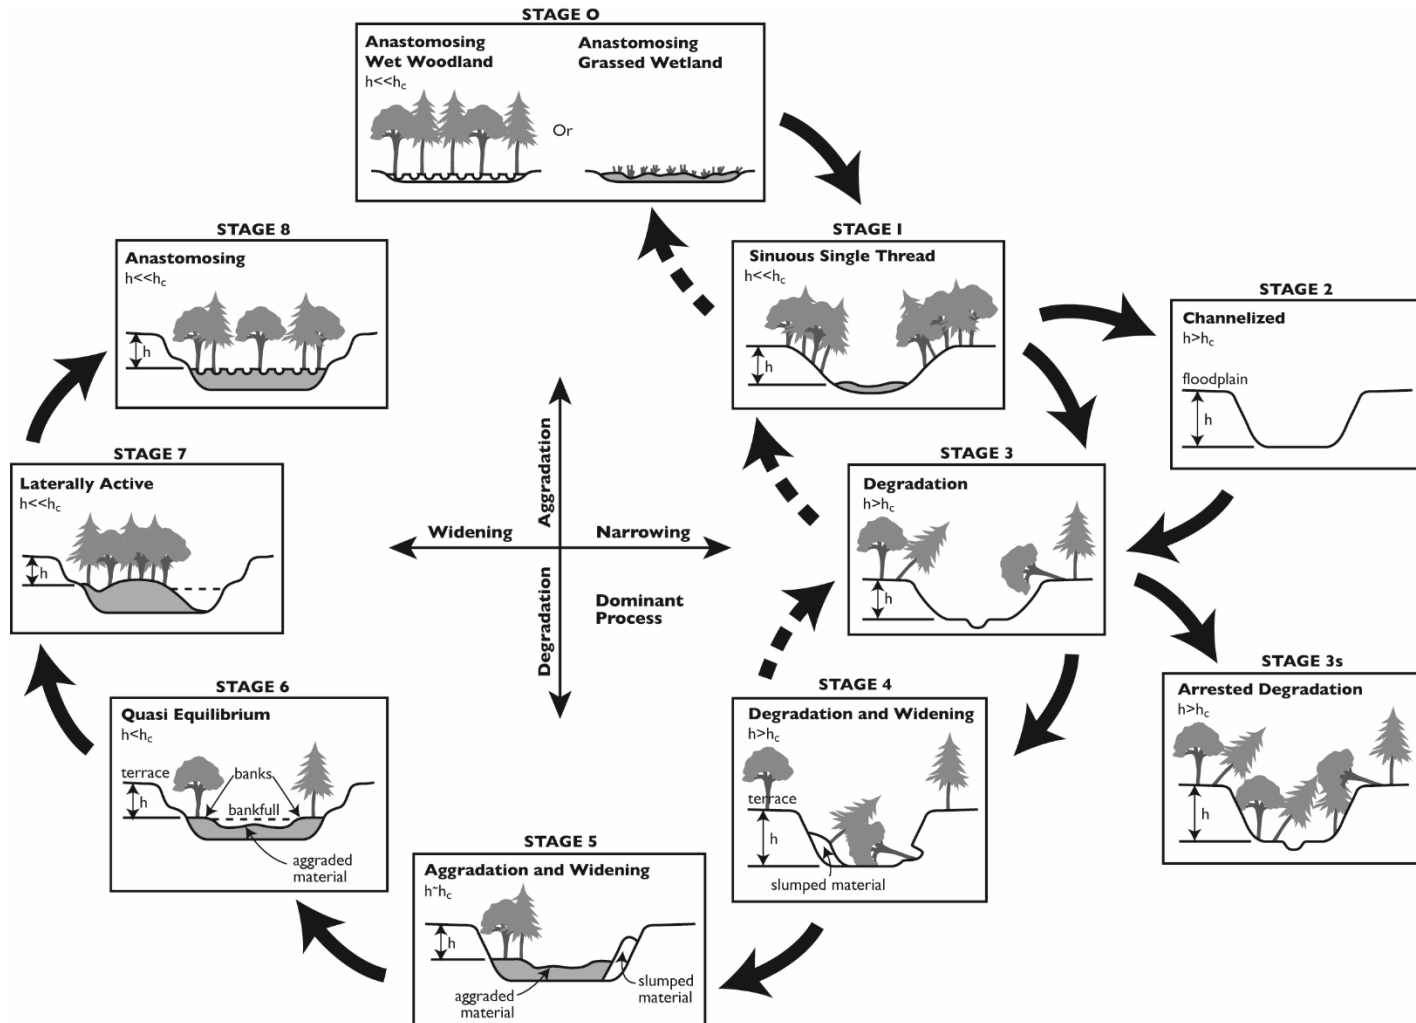 STAGE 0
Anastomosing
Wet Woodland
h<<hc
Or
Anastomosing
Grassed Wetland
STAGE 8
Anastomosing
h<<hc
h
STAGE 1
Sinuous Single Thread
h<<hc
h
STAGE 2
Channelized
h>hc
floodplain
h
STAGE 7
Laterally Active
h<<hc
h
Aggradation
Widening
Narrowing
Degradation
Dominant
Process
STAGE 3
Degradation
h>hc
h
STAGE 6
Quasi Equilibrium
h<hc
terrace
banks
h
bankfull
aggraded
material
STAGE 4
Degradation and Widening
h>hc
terrace
h
slumped material
STAGE 3s
Arrested Degradation
h>hc
h
STAGE 5
Aggradation and Widening
h~hc
h
aggraded
material
slumped
material